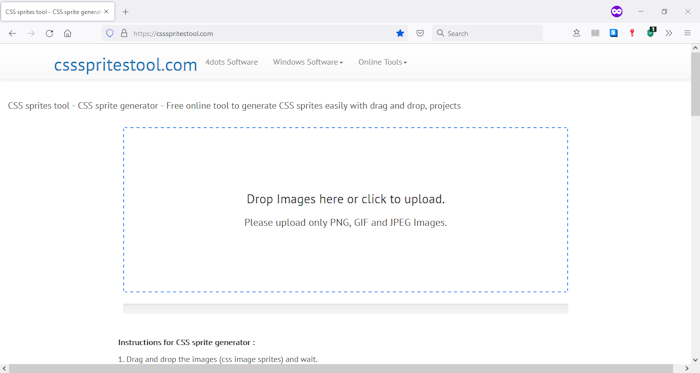 CSS sprites tool - CSS sprite generat
https://cssspritestool.com
Search
cssspritestool.com
4dots Software
Windows Software
Online Tools
CSS sprites tool - CSS sprite generator - Free online tool to generate CSS sprites easily with drag and drop, projects
Drop Images here or click to upload.
Please upload only PNG, GIF and JPEG Images.
Instructions for CSS sprite generator :
1. Drag and drop the images (css image sprites) and wait.